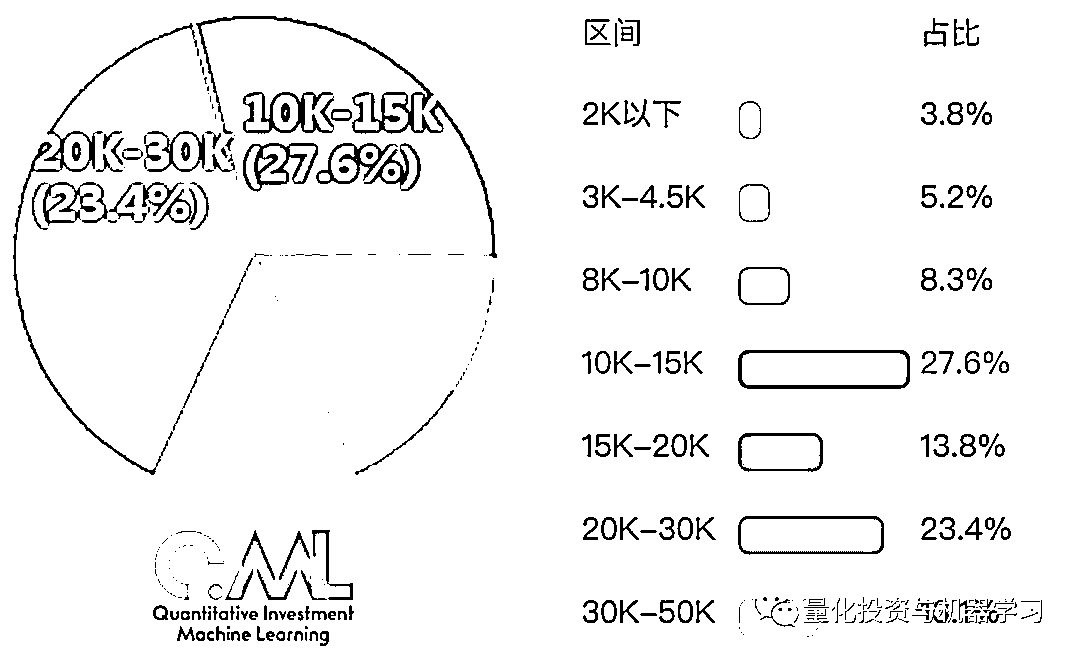 20K-30K
(23.4%)
10K-15K
(27.6%)
QML
Quantitative Investment
Machine Learning
区间 占比
2K以下 3.8%
3K–4.5K 5.2%
8K–10K 8.3%
10K–15K 27.6%
15K–20K 13.8%
20K–30K 23.4%
30K–50K
量化投资与机器学习